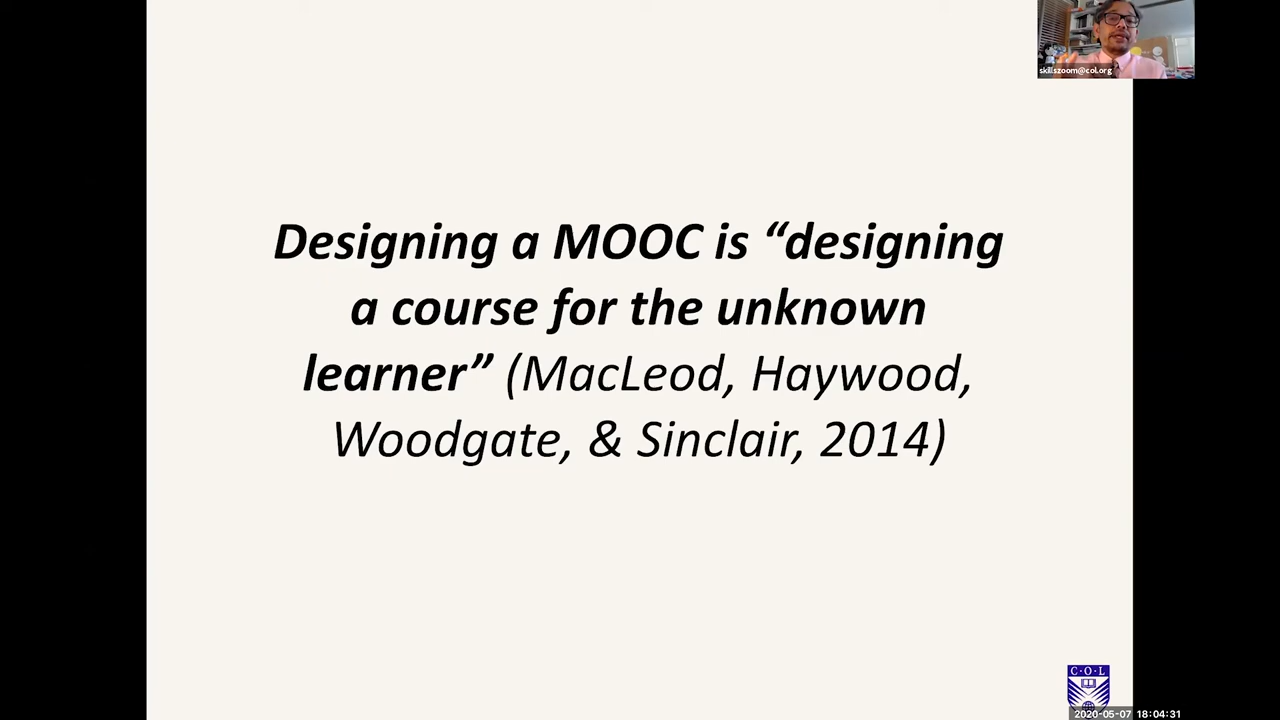 skillszoom@col.org
Designing a MOOC is “designing
a course for the unknown
learner” (MacLeod, Haywood,
Woodgate, & Sinclair, 2014)
C·O·L
2020-05-07 18:04:31